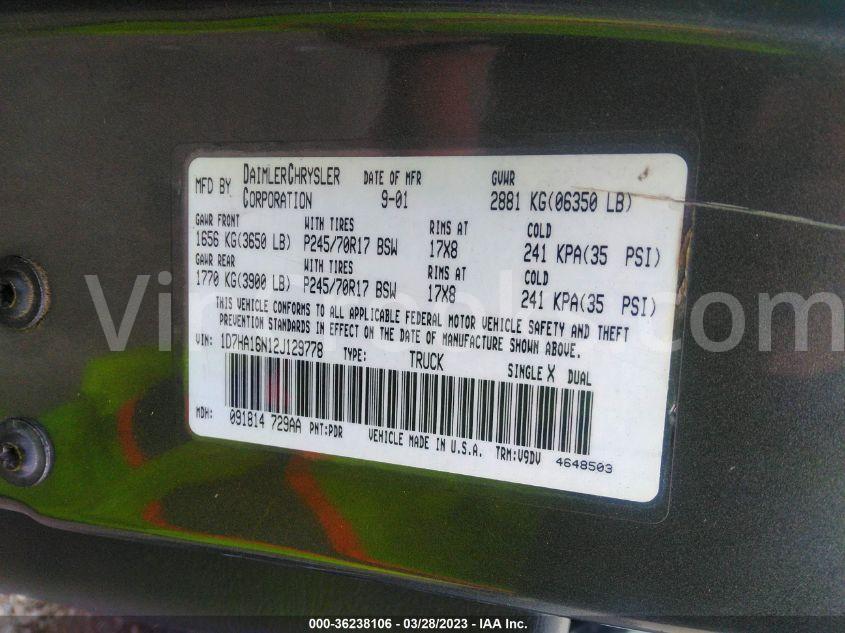 MFD BY DAIMLERCHRYSLER CORPORATION DATE OF MFR 9-01 GVWR 2881 KG(06350 LB)
GAWR FRONT WITH TIRES RIMS AT COLD
1656 KG(3650 LB) P245/70R17 BSW 17X8 241 KPA(35 PSI)
GAWR REAR WITH TIRES RIMS AT COLD
1770 KG(3900 LB) P245/70R17 BSW 17X8 241 KPA(35 PSI)
THIS VEHICLE CONFORMS TO ALL APPLICABLE FEDERAL MOTOR VEHICLE SAFETY AND THEFT
PREVENTION STANDARDS IN EFFECT ON THE DATE OF MANUFACTURE SHOWN ABOVE.
VIN: 1D7HA16N12J129778 TYPE: TRUCK SINGLE X DUAL
MDH: 091814 729AA PNT:PDR VEHICLE MADE IN U.S.A. TRM:V9DV 4648503
000-36238106 - 03/28/2023 - IAA Inc.